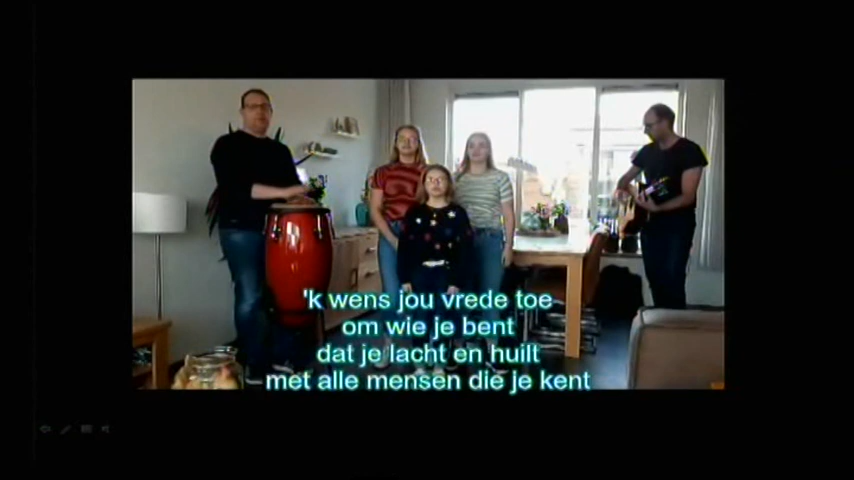 'k wens jou vrede toe
om wie je bent
dat je lacht en huilt
met alle mensen die je kent